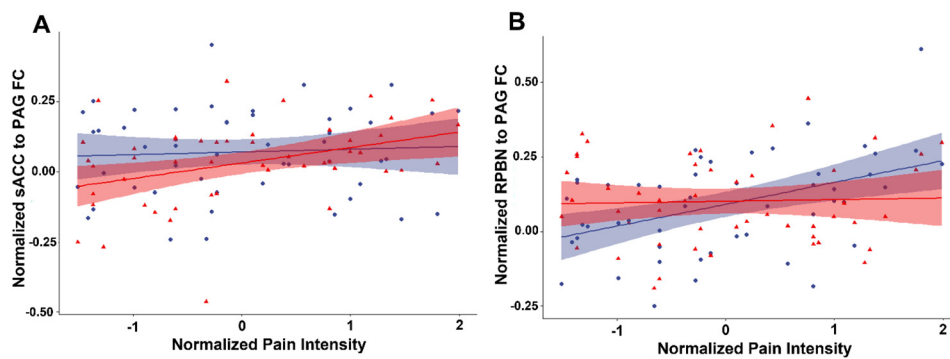 A
Normalized sACC to PAG FC
0.25
0.00
-0.25
-0.50
-1
0
1
2
Normalized Pain Intensity
B
Normalized RPBN to PAG FC
0.50
0.25
0.00
-0.25
-1
0
1
2
Normalized Pain Intensity